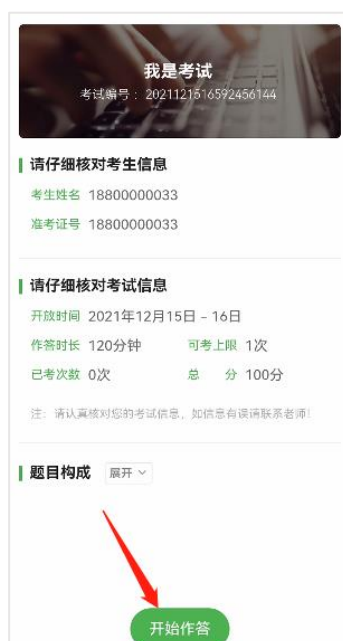 我是考试
考试编号：2021121516592456144
请仔细核对考生信息
考生姓名 18800000033
准考证号 18800000033
请仔细核对考试信息
开放时间 2021年12月15日 - 16日
作答时长 120分钟 可考上限 1次
已考次数 0次 总 分 100分
注：请认真核对您的考试信息，如信息有误请联系老师！
题目构成 展开
开始作答